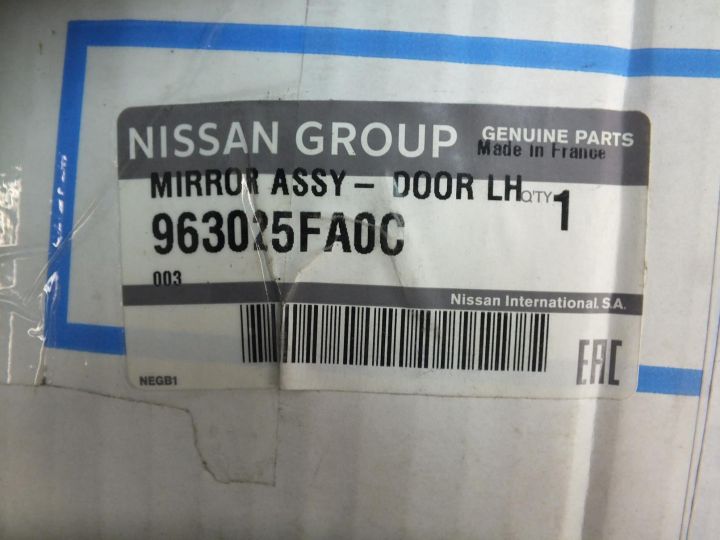 NISSAN GROUP GENUINE PARTS
Made in France
MIRROR ASSY- DOOR LH Q'TY 1
963025FA0C
003
Nissan International. S.A.
NEGB1
EAC